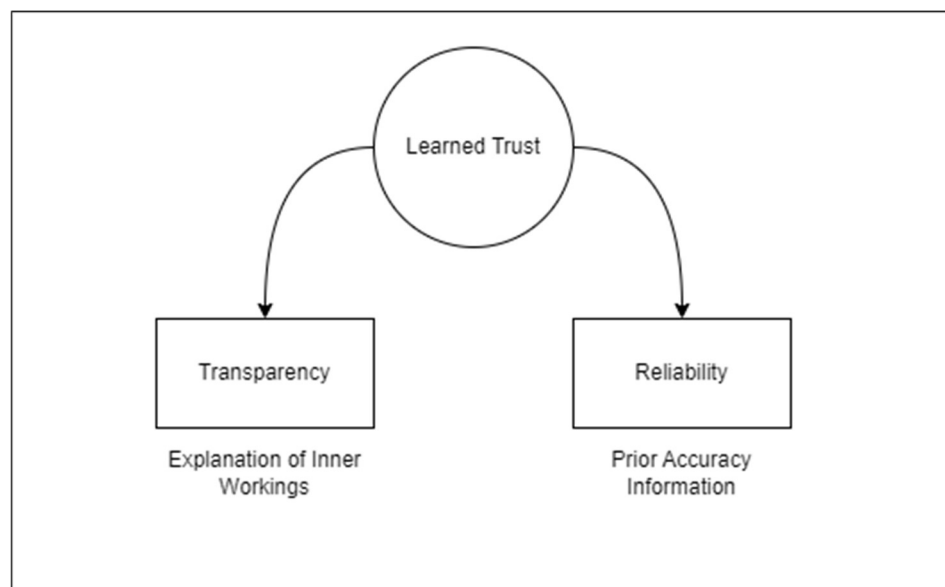 Learned Trust
Transparency
Reliability
Explanation of Inner
Workings
Prior Accuracy
Information